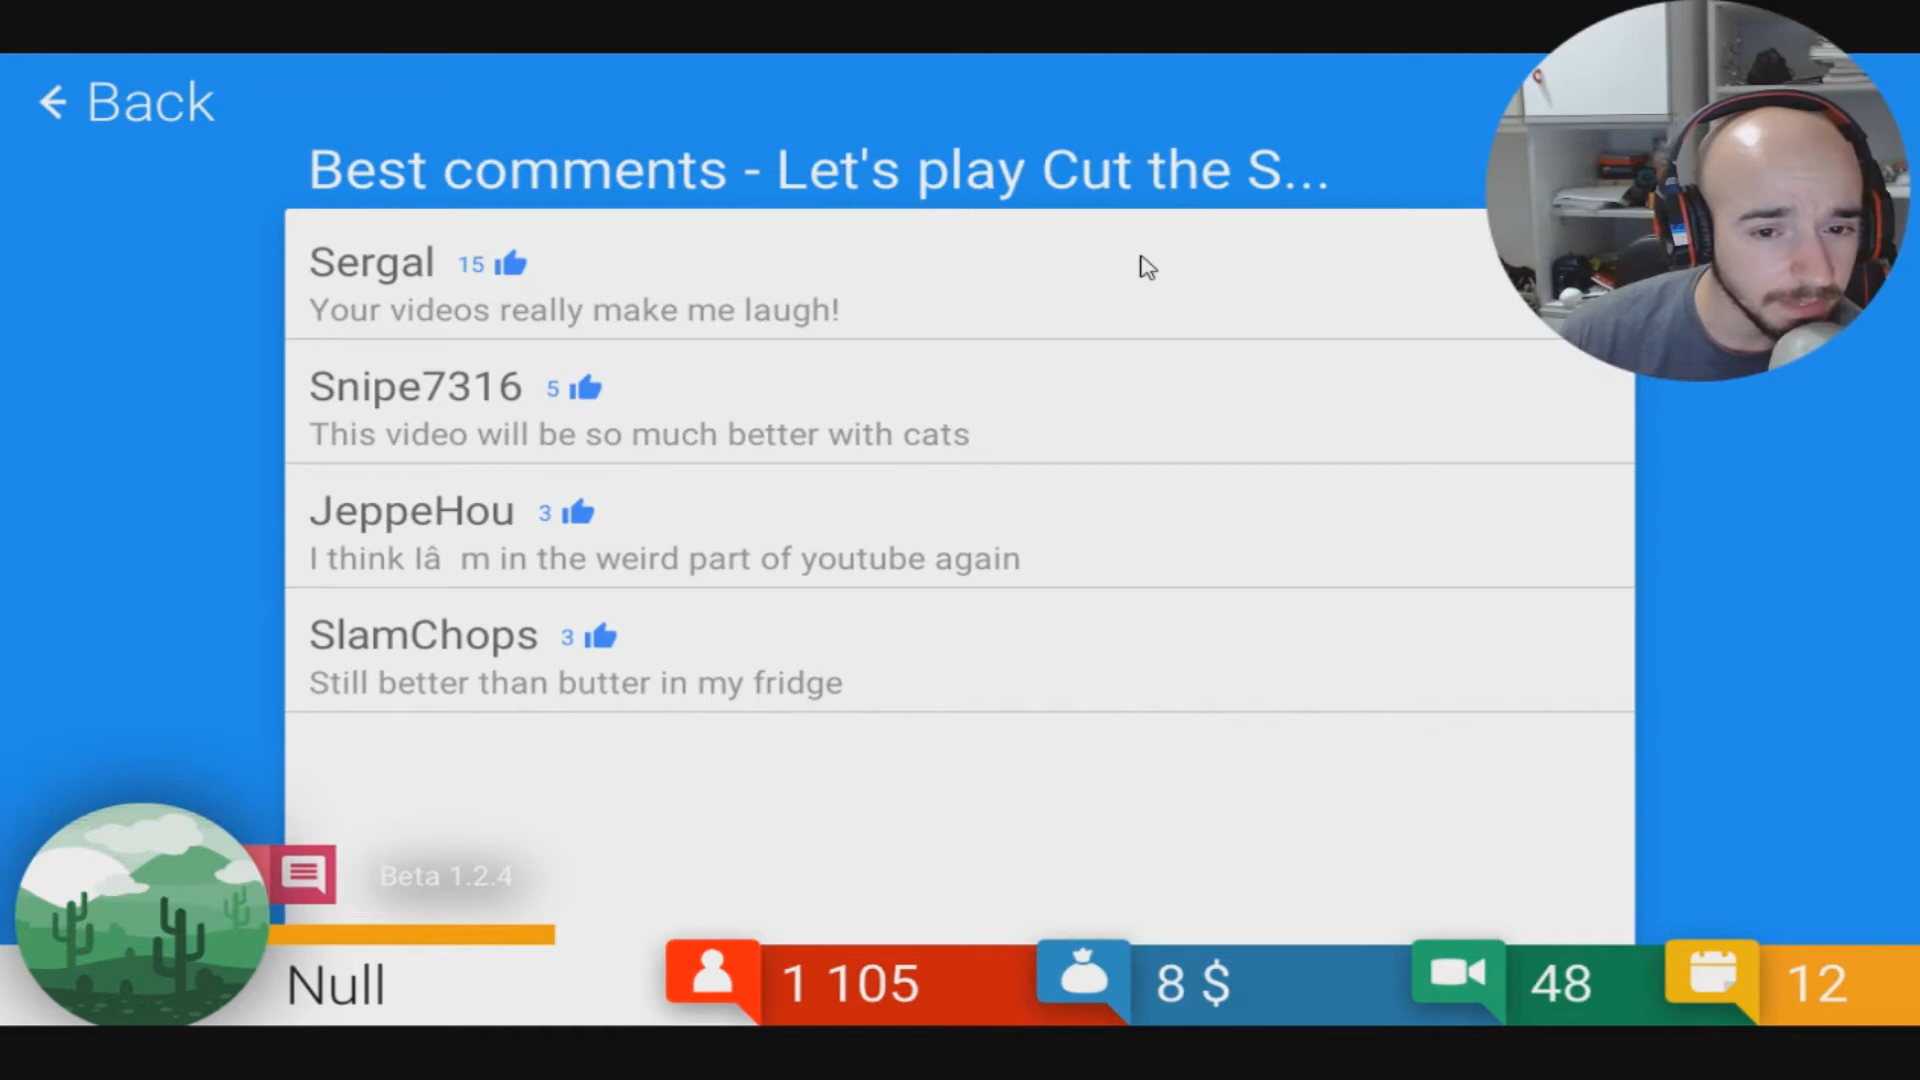 Back
Best comments - Let's play Cut the S...
Sergal 15
Your videos really make me laugh!
Snipe7316 5
This video will be so much better with cats
JeppeHou 3
I think Iâ m in the weird part of youtube again
SlamChops 3
Still better than butter in my fridge
Beta 1.2.4
Null
1 105
8 $
48
12